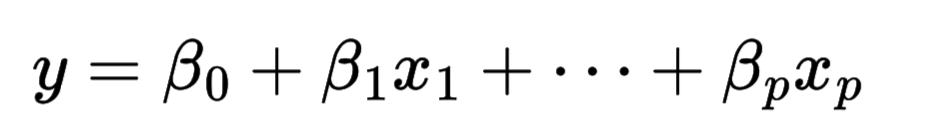 y = β₀ + β₁x₁ + ··· + βₚxₚ